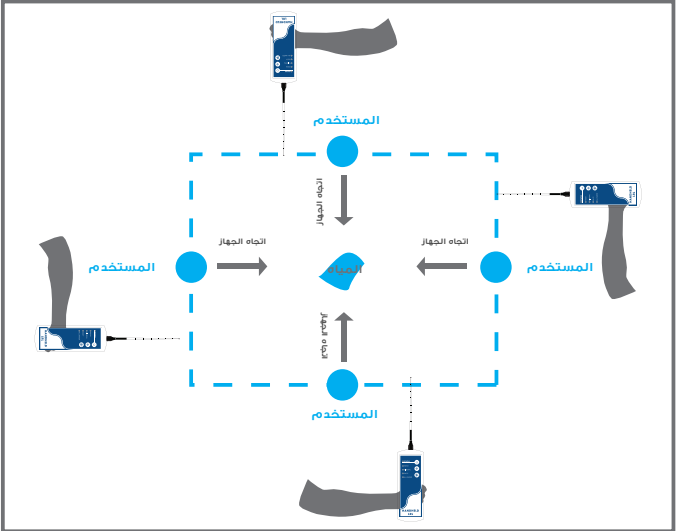 المستخدم
اتجاه الجهاز
اتجاه الجهاز
اتجاه الجهاز
المستخدم
المياه
المستخدم
اتجاه الجهاز
المستخدم